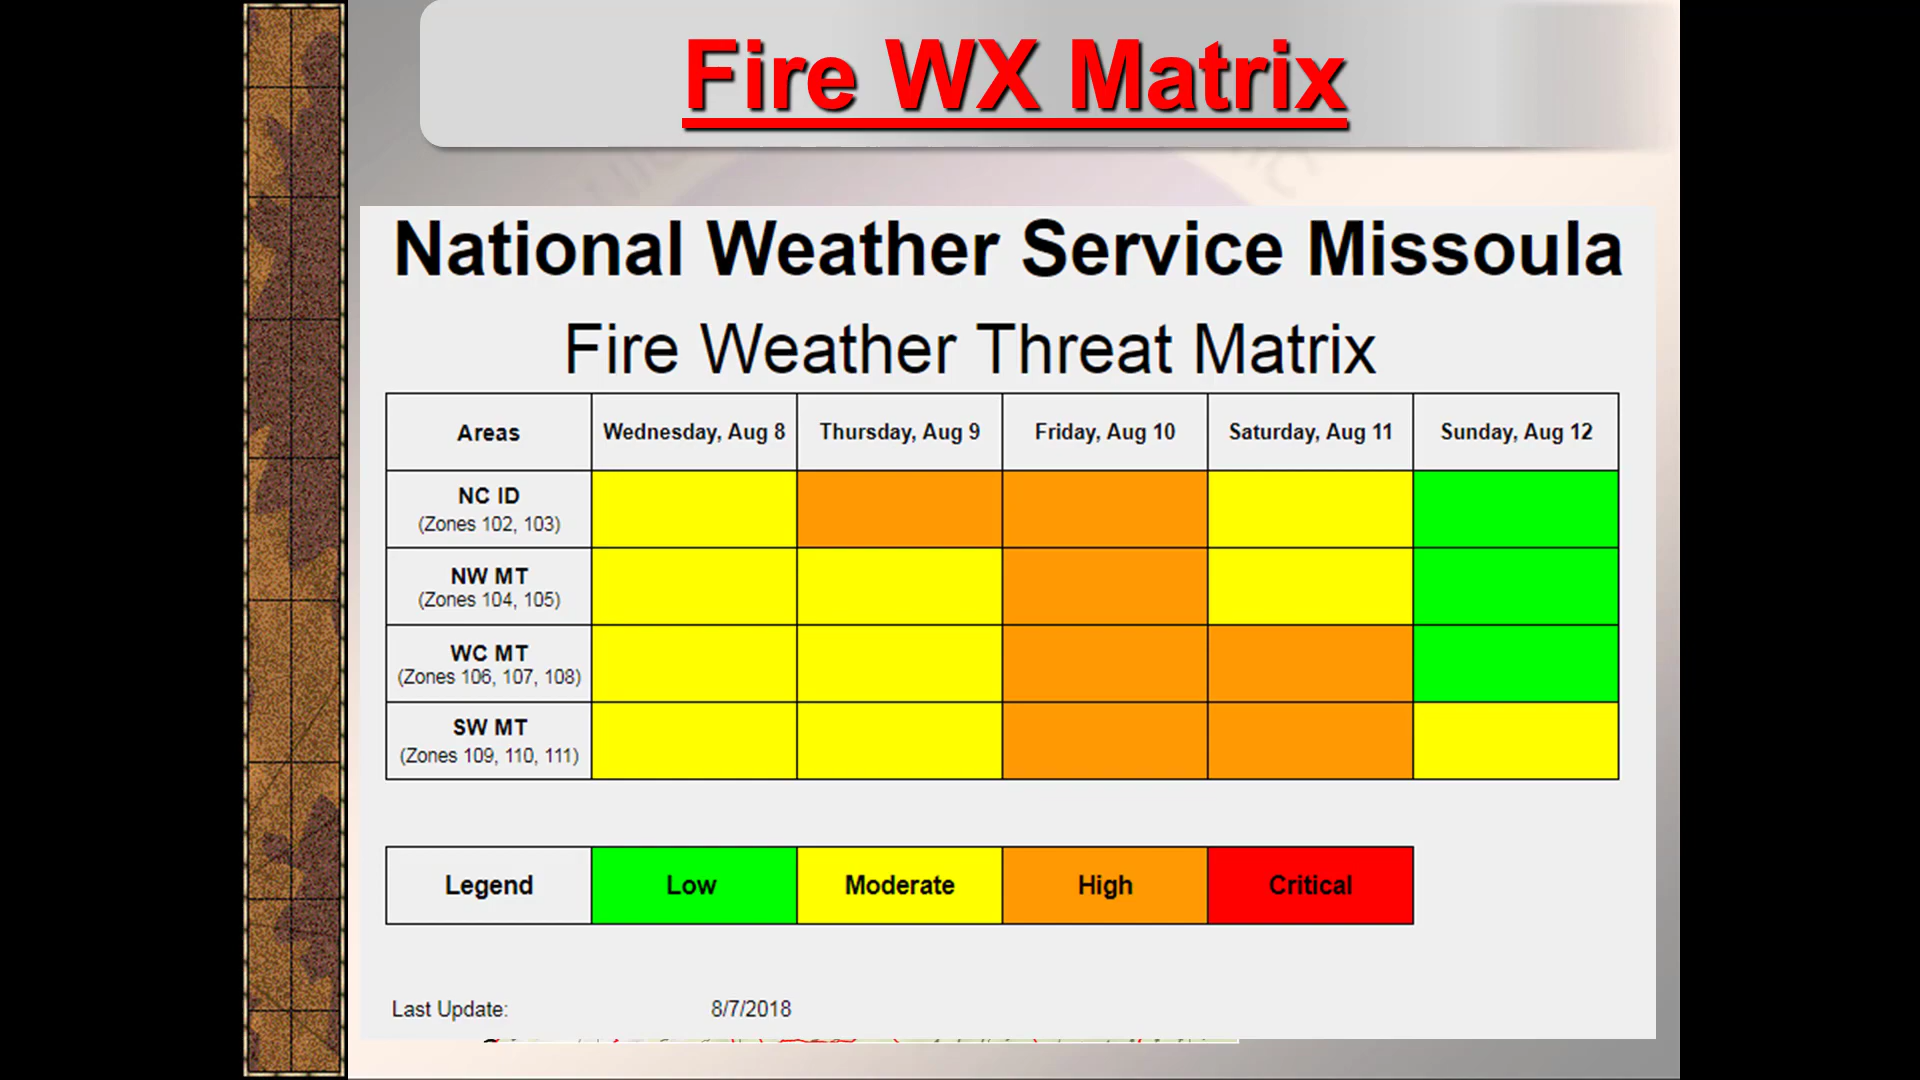 Fire WX Matrix
National Weather Service Missoula
Fire Weather Threat Matrix
Areas Wednesday, Aug 8 Thursday, Aug 9 Friday, Aug 10 Saturday, Aug 11 Sunday, Aug 12
NC ID
(Zones 102, 103)
NW MT
(Zones 104, 105)
WC MT
(Zones 106, 107, 108)
SW MT
(Zones 109, 110, 111)
Legend Low Moderate High Critical
Last Update: 8/7/2018